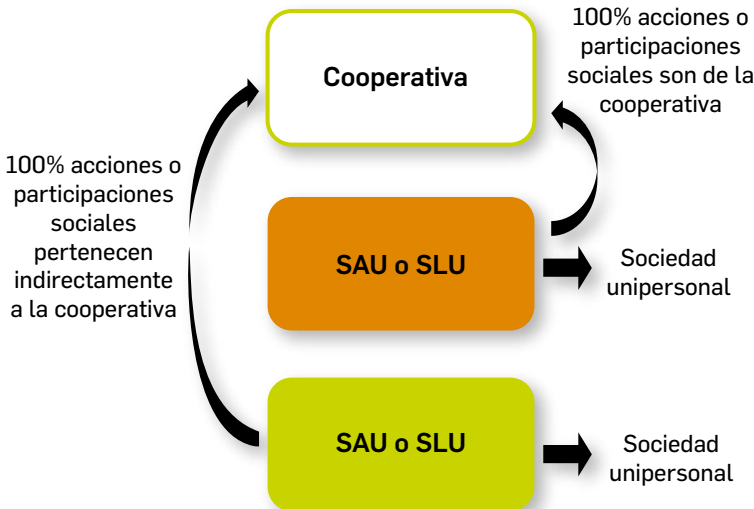 100% acciones o
participaciones
sociales son de la
cooperativa
Cooperativa
100% acciones o
participaciones
sociales
pertenecen
indirectamente
a la cooperativa
SAU o SLU
Sociedad
unipersonal
SAU o SLU
Sociedad
unipersonal